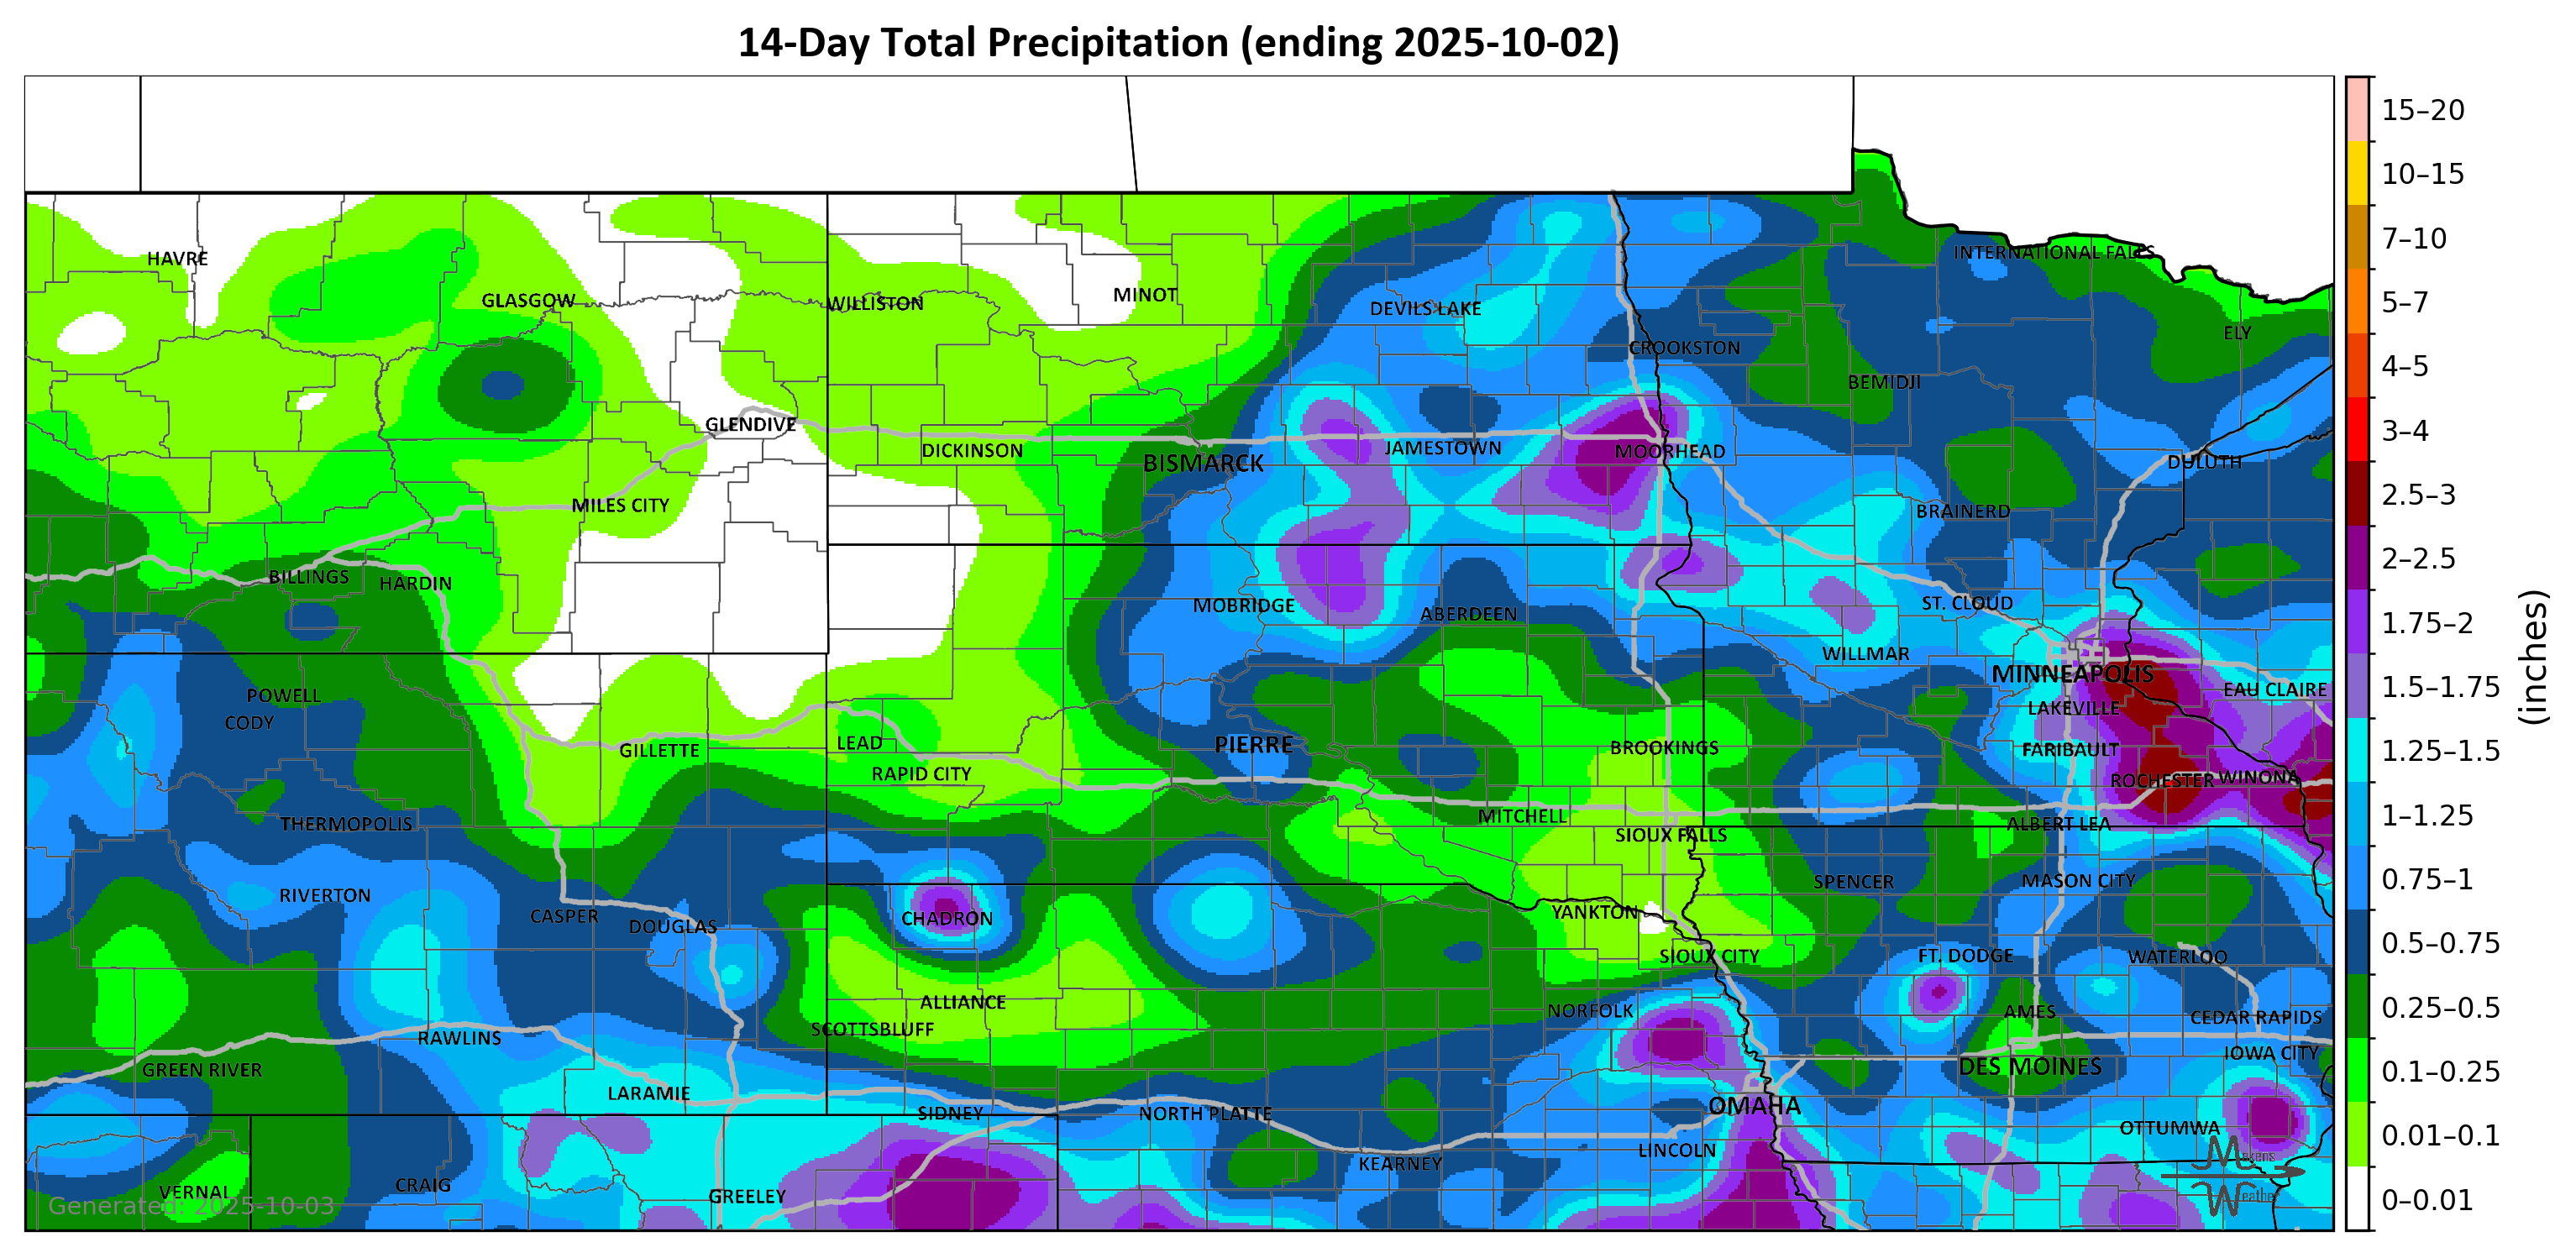 14-Day Total Precipitation (ending 2025-10-02)
15–20
10–15
7–10
5–7
4–5
3–4
2.5–3
2–2.5
1.75–2
1.5–1.75
1.25–1.5
1–1.25
0.75–1
0.5–0.75
0.25–0.5
0.1–0.25
0.01–0.1
0–0.01
(inches)
INTERNATIONAL FALLS
HAVRE
GLASGOW
WILLISTON
MINOT
DEVILS LAKE
ELY
CROOKSTON
BEMIDJI
GLENDIVE
DICKINSON
BISMARCK
JAMESTOWN
MOORHEAD
DULUTH
MILES CITY
BRAINERD
BILLINGS
HARDIN
MOBRIDGE
ABERDEEN
ST. CLOUD
WILLMAR
MINNEAPOLIS
POWELL
EAU CLAIRE
CODY
LAKEVILLE
GILLETTE
LEAD
PIERRE
BROOKINGS
FARIBAULT
RAPID CITY
ROCHESTER
WINONA
THERMOPOLIS
MITCHELL
ALBERT LEA
SIOUX FALLS
RIVERTON
SPENCER
MASON CITY
CASPER
DOUGLAS
CHADRON
YANKTON
SIOUX CITY
FT. DODGE
WATERLOO
ALLIANCE
NORFOLK
AMES
SCOTTSBLUFF
CEDAR RAPIDS
RAWLINS
GREEN RIVER
DES MOINES
IOWA CITY
LARAMIE
SIDNEY
NORTH PLATTE
OMAHA
OTTUMWA
LINCOLN
KEARNEY
VERNAL
CRAIG
GREELEY
Makens
Weather
Generated: 2025-10-03